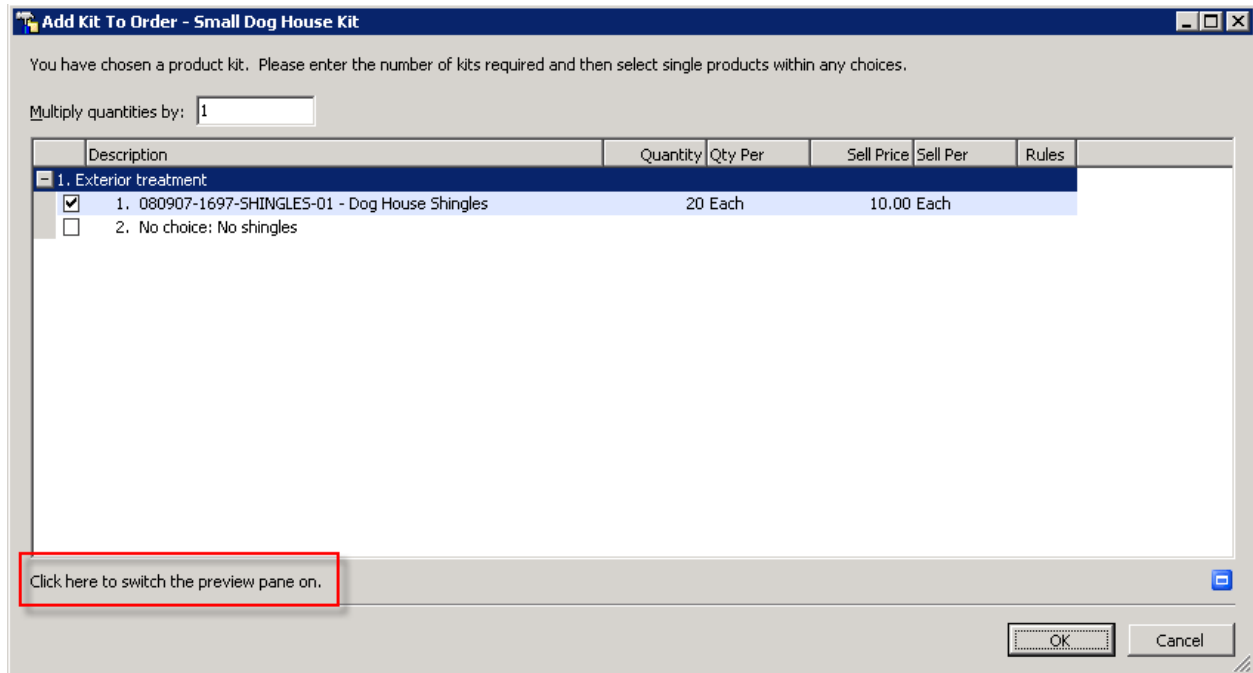 Add Kit To Order - Small Dog House Kit
You have chosen a product kit.  Please enter the number of kits required and then select single products within any choices.
Multiply quantities by: 1
Description Quantity Qty Per Sell Price Sell Per Rules
1. Exterior treatment
1. 080907-1697-SHINGLES-01 - Dog House Shingles 20 Each 10.00 Each
2. No choice: No shingles
Click here to switch the preview pane on.
OK Cancel